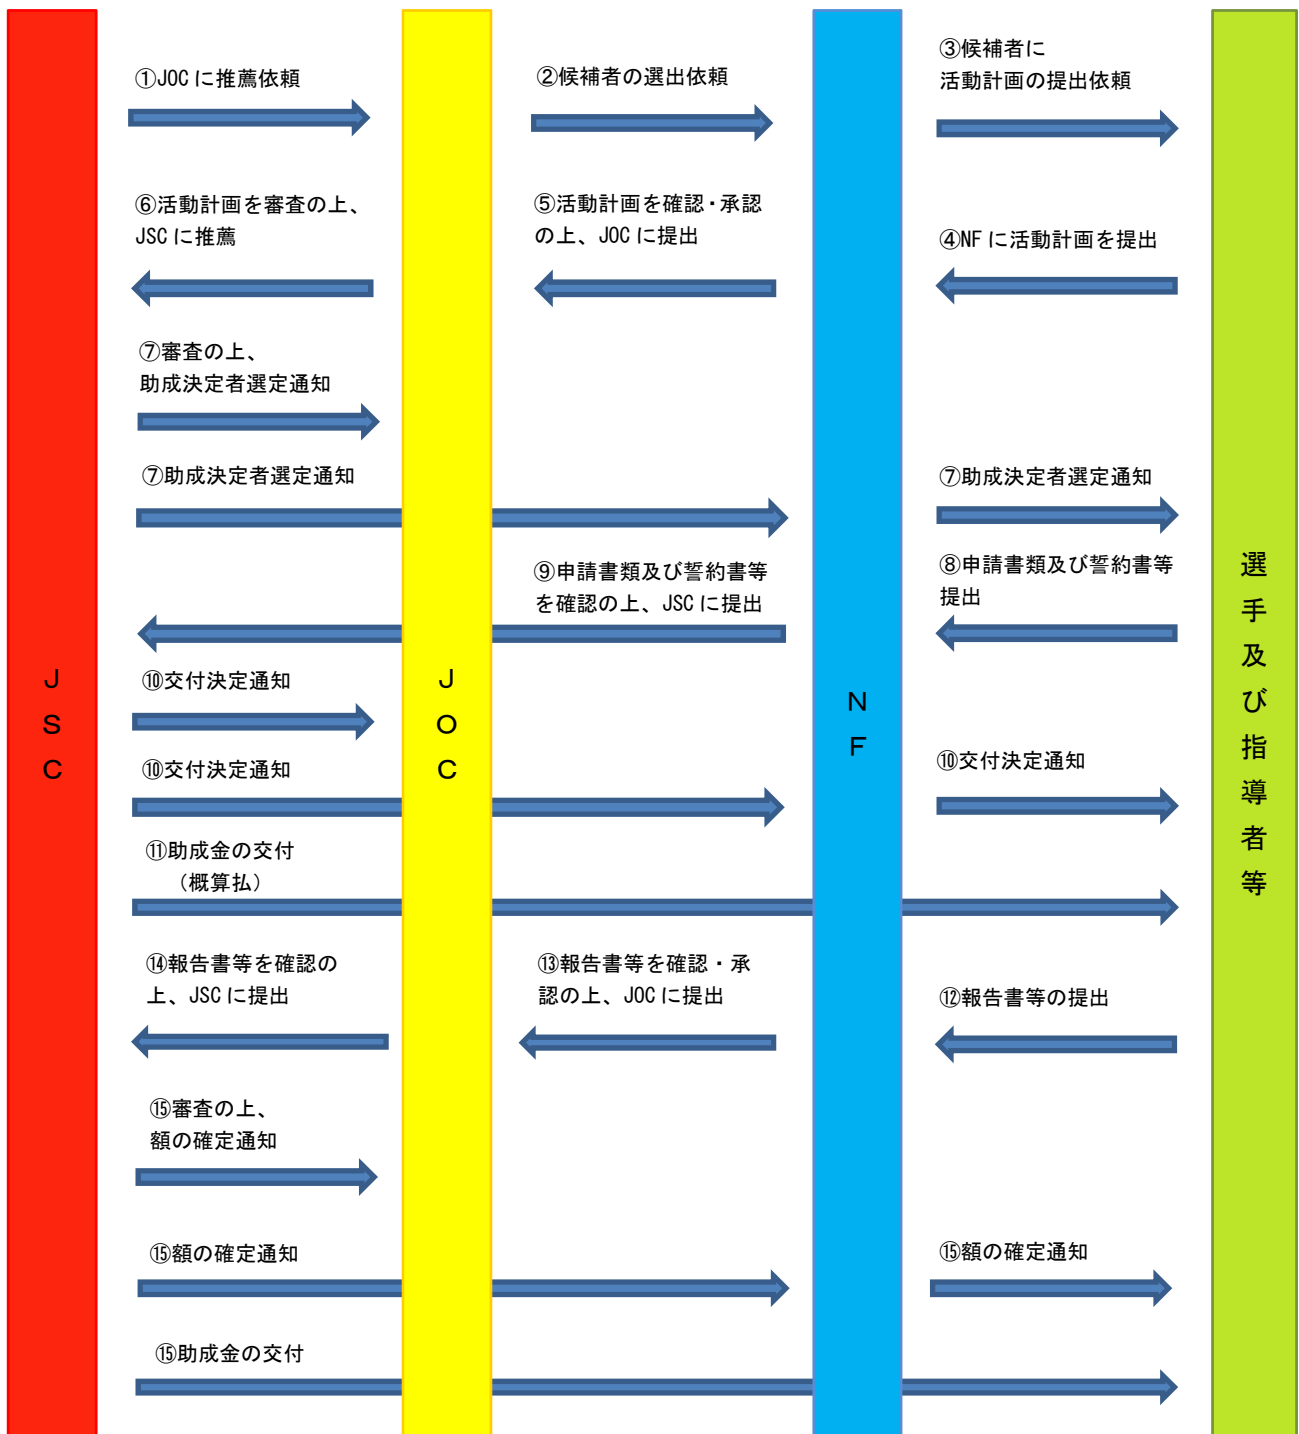 ①JOCに推薦依頼
②候補者の選出依頼
③候補者に
活動計画の提出依頼
⑥活動計画を審査の上、
JSCに推薦
⑤活動計画を確認・承認
の上、JOCに提出
④NFに活動計画を提出
⑦審査の上、
助成決定者選定通知
⑦助成決定者選定通知
⑦助成決定者選定通知
⑨申請書類及び誓約書等
を確認の上、JSCに提出
⑧申請書類及び誓約書等
提出
JSC
JOC
NF
選手及び指導者等
⑩交付決定通知
⑩交付決定通知
⑩交付決定通知
⑪助成金の交付
（概算払）
⑭報告書等を確認の
上、JSCに提出
⑬報告書等を確認・承
認の上、JOCに提出
⑫報告書等の提出
⑮審査の上、
額の確定通知
⑮額の確定通知
⑮額の確定通知
⑮助成金の交付